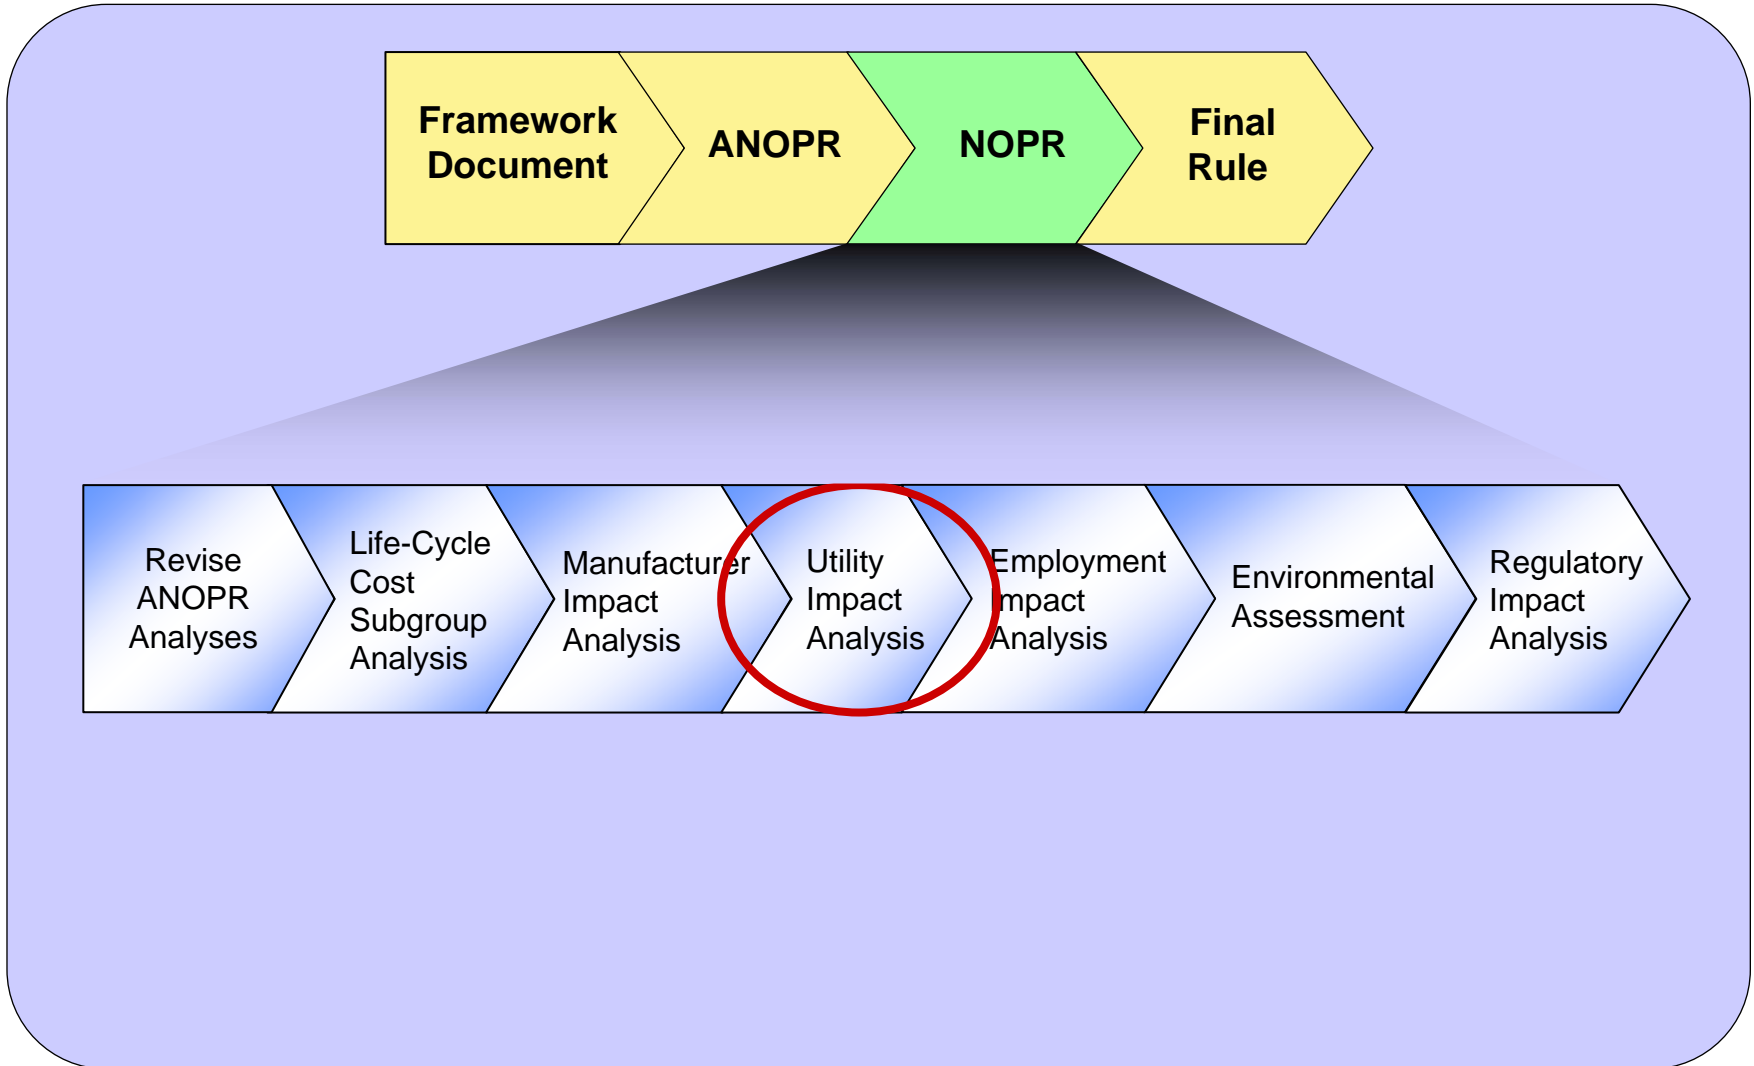 Framework
Document
ANOPR
NOPR
Final
Rule
Revise
ANOPR
Analyses
Life-Cycle
Cost
Subgroup
Analysis
Manufacturer
Impact
Analysis
Utility
Impact
Analysis
Employment
Impact
Analysis
Environmental
Assessment
Regulatory
Impact
Analysis